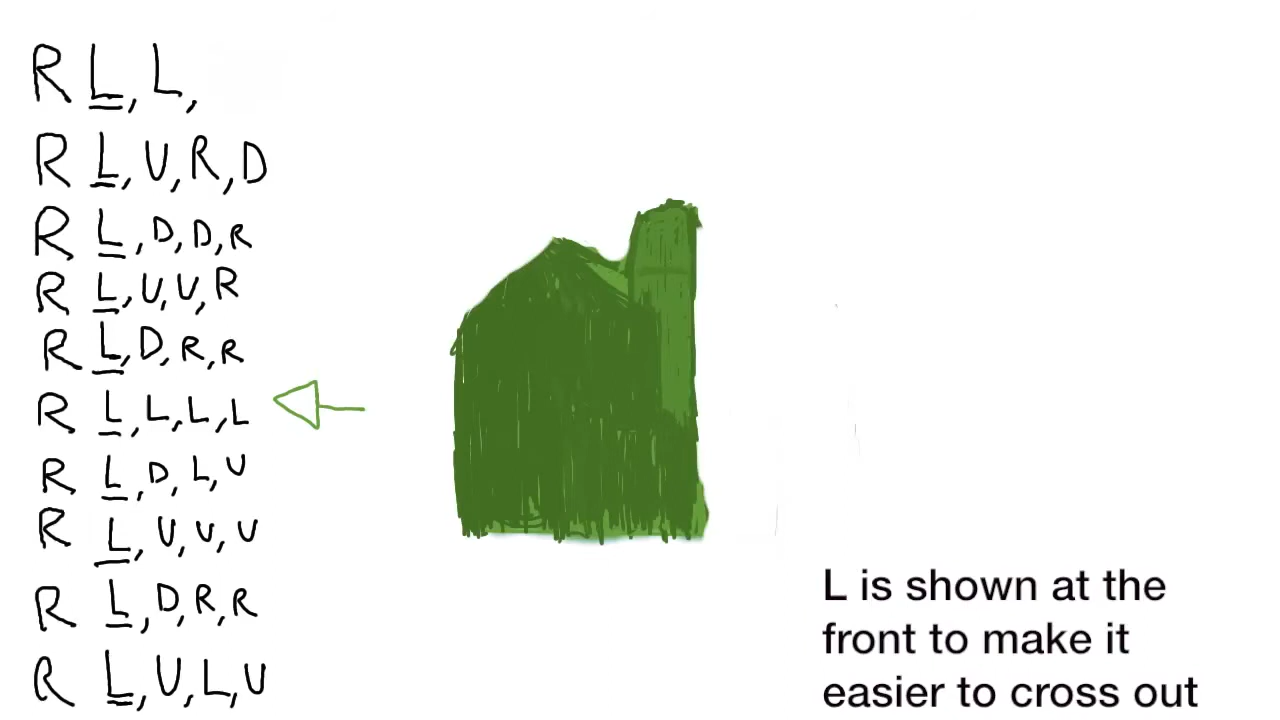 R L, L,
R L, U, R, D
R L, D, D, R
R L, U, U, R
R L, D, R, R
R L, L, L, L
R L, D, L, U
R L, U, U, U
R L, D, R, R
R L, U, L, U
L is shown at the
front to make it
easier to cross out